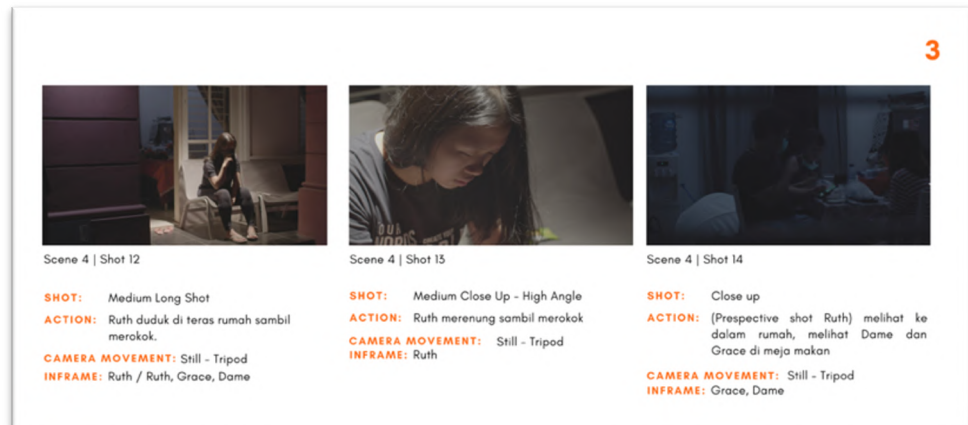 3
Scene 4 | Shot 12
SHOT: Medium Long Shot
ACTION: Ruth duduk di teras rumah sambil
merokok.
CAMERA MOVEMENT: Still - Tripod
INFRAME: Ruth / Ruth, Grace, Dame
Scene 4 | Shot 13
SHOT: Medium Close Up - High Angle
ACTION: Ruth merenung sambil merokok
CAMERA MOVEMENT: Still - Tripod
INFRAME: Ruth
Scene 4 | Shot 14
SHOT: Close up
ACTION: (Prespective shot Ruth) melihat ke
dalam rumah, melihat Dame dan
Grace di meja makan
CAMERA MOVEMENT: Still - Tripod
INFRAME: Grace, Dame